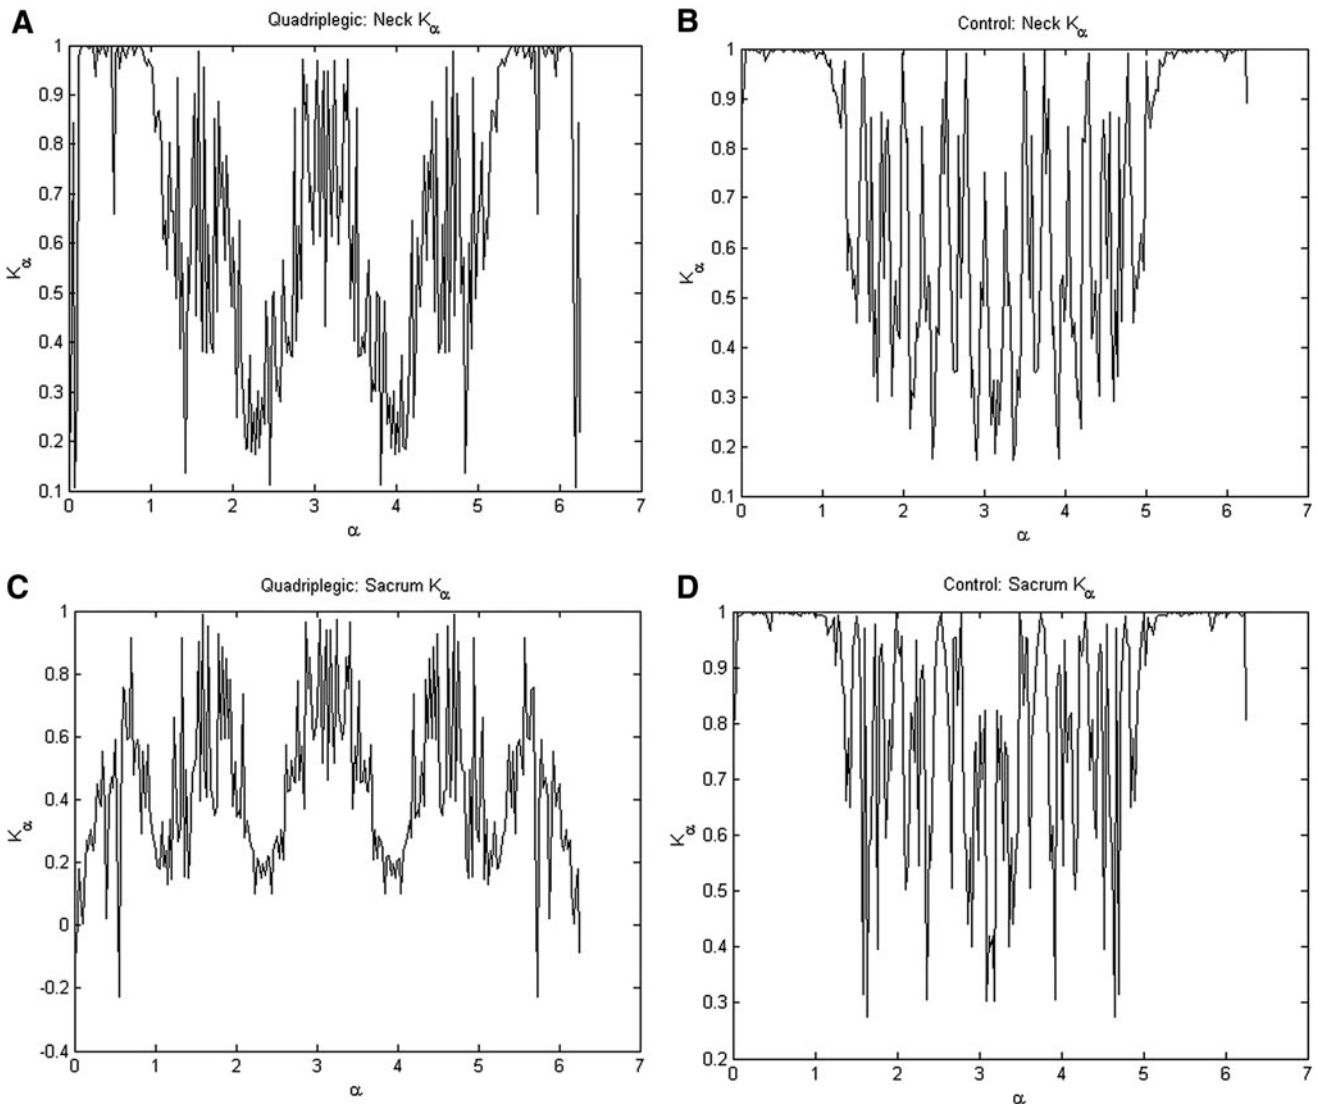 A
Quadriplegic: Neck Kα
1
0.9
0.8
0.7
0.6
0.5
0.4
0.3
0.2
0.1
Kα
0 1 2 3 4 5 6 7
α
B
Control: Neck Kα
1
0.9
0.8
0.7
0.6
0.5
0.4
0.3
0.2
0.1
Kα
0 1 2 3 4 5 6 7
α
C
Quadriplegic: Sacrum Kα
1
0.8
0.6
0.4
0.2
0
-0.2
-0.4
Kα
0 1 2 3 4 5 6 7
α
D
Control: Sacrum Kα
1
0.9
0.8
0.7
0.6
0.5
0.4
0.3
0.2
Kα
0 1 2 3 4 5 6 7
α